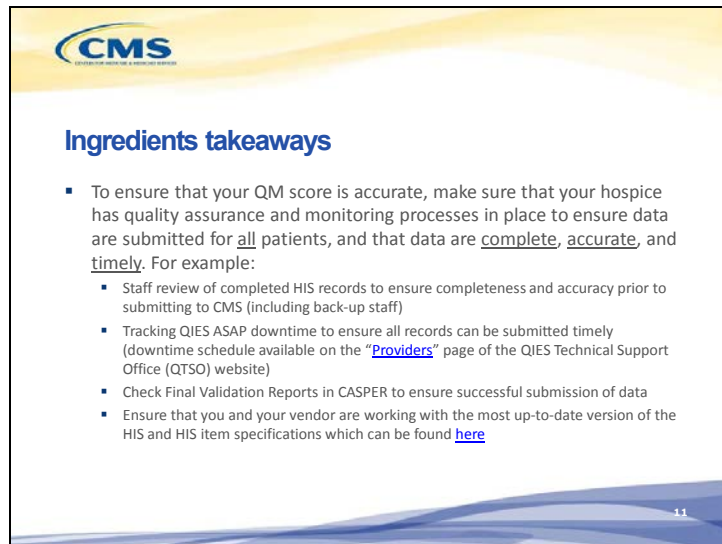 CMS
CENTERS FOR MEDICARE & MEDICAID SERVICES
Ingredients takeaways
▪ To ensure that your QM score is accurate, make sure that your hospice
has quality assurance and monitoring processes in place to ensure data
are submitted for all patients, and that data are complete, accurate, and
timely. For example:
▪ Staff review of completed HIS records to ensure completeness and accuracy prior to
submitting to CMS (including back-up staff)
▪ Tracking QIES ASAP downtime to ensure all records can be submitted timely
(downtime schedule available on the “Providers” page of the QIES Technical Support
Office (QTSO) website)
▪ Check Final Validation Reports in CASPER to ensure successful submission of data
▪ Ensure that you and your vendor are working with the most up-to-date version of the
HIS and HIS item specifications which can be found here
11